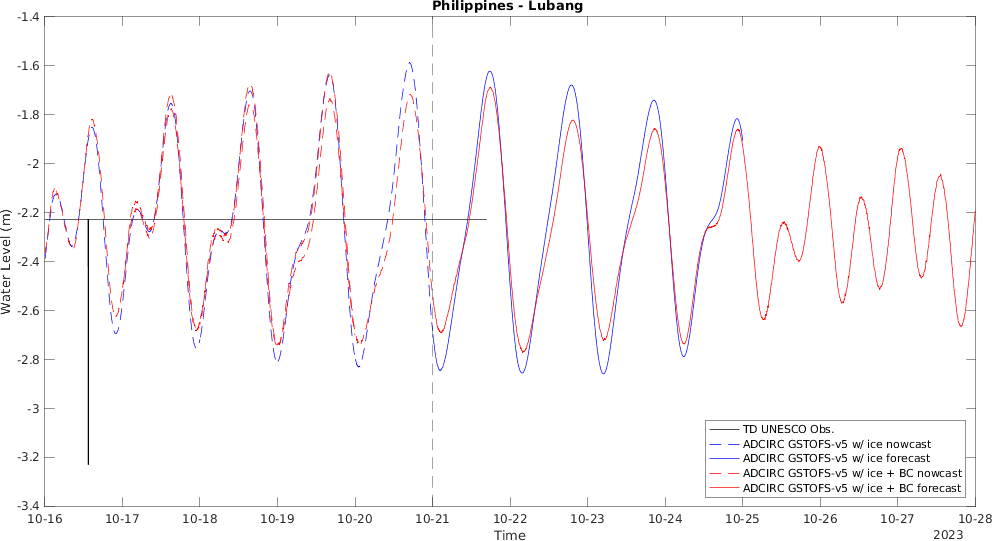 Philippines - Lubang
Water Level (m)
-1.4
-1.6
-1.8
-2
-2.2
-2.4
-2.6
-2.8
-3
-3.2
-3.4
10-16 10-17 10-18 10-19 10-20 10-21 10-22 10-23 10-24 10-25 10-26 10-27 10-28
Time
2023
TD UNESCO Obs.
ADCIRC GSTOFS-v5 w/ ice nowcast
ADCIRC GSTOFS-v5 w/ ice forecast
ADCIRC GSTOFS-v5 w/ ice + BC nowcast
ADCIRC GSTOFS-v5 w/ ice + BC forecast